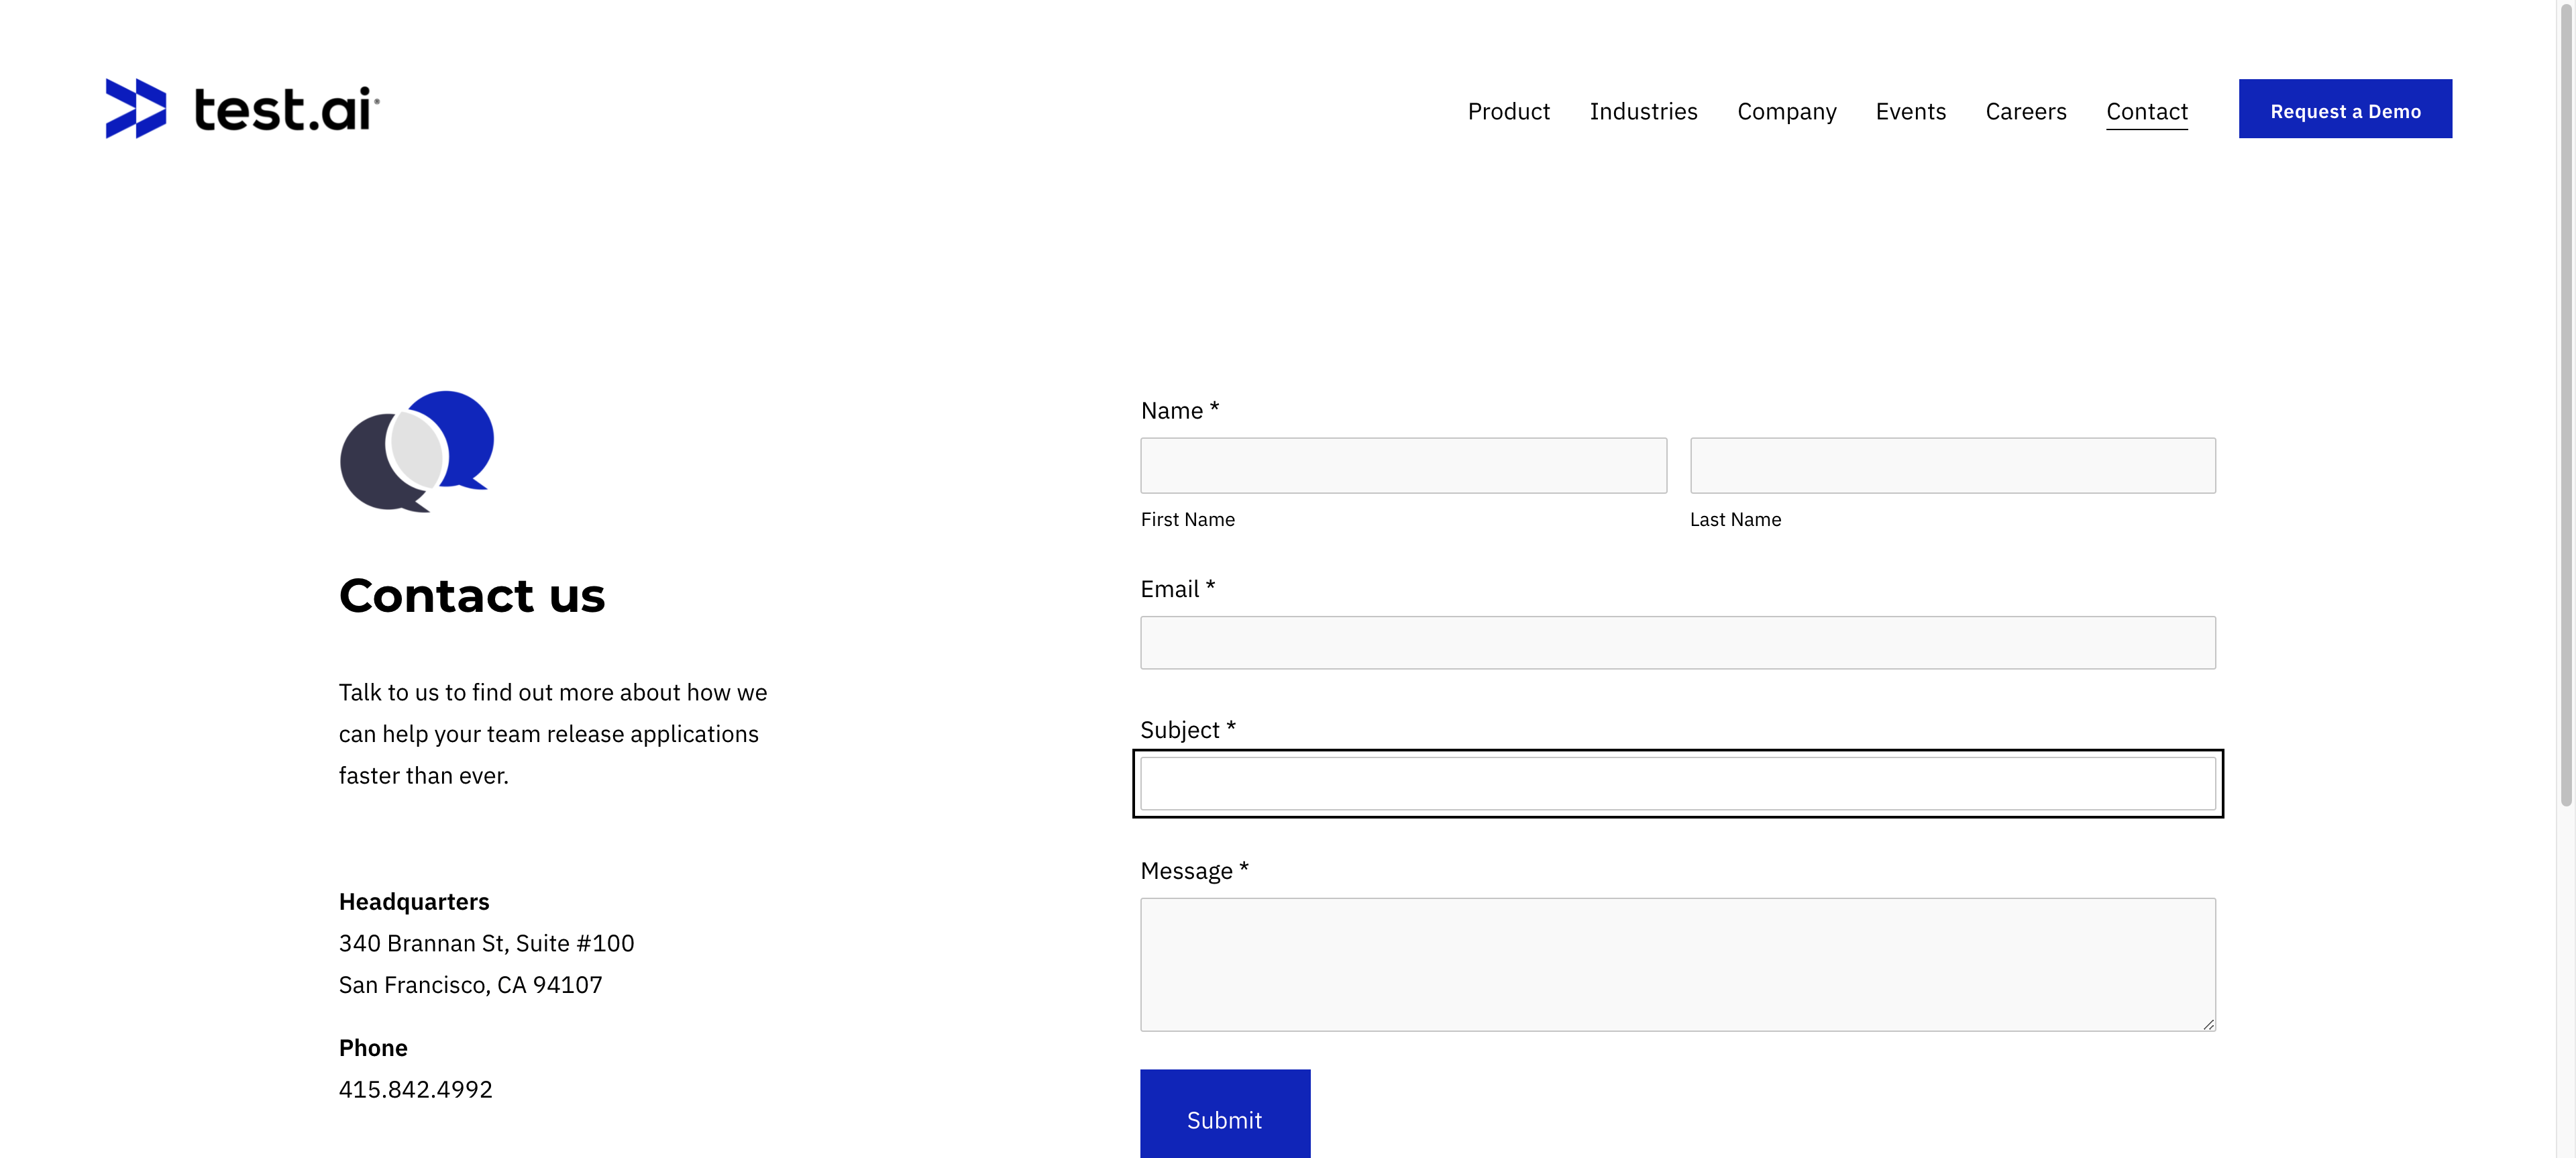 test.ai®
Product Industries Company Events Careers Contact Request a Demo
Contact us
Talk to us to find out more about how we
can help your team release applications
faster than ever.
Headquarters
340 Brannan St, Suite #100
San Francisco, CA 94107
Phone
415.842.4992
Name *
First Name Last Name
Email *
Subject *
Message *
Submit